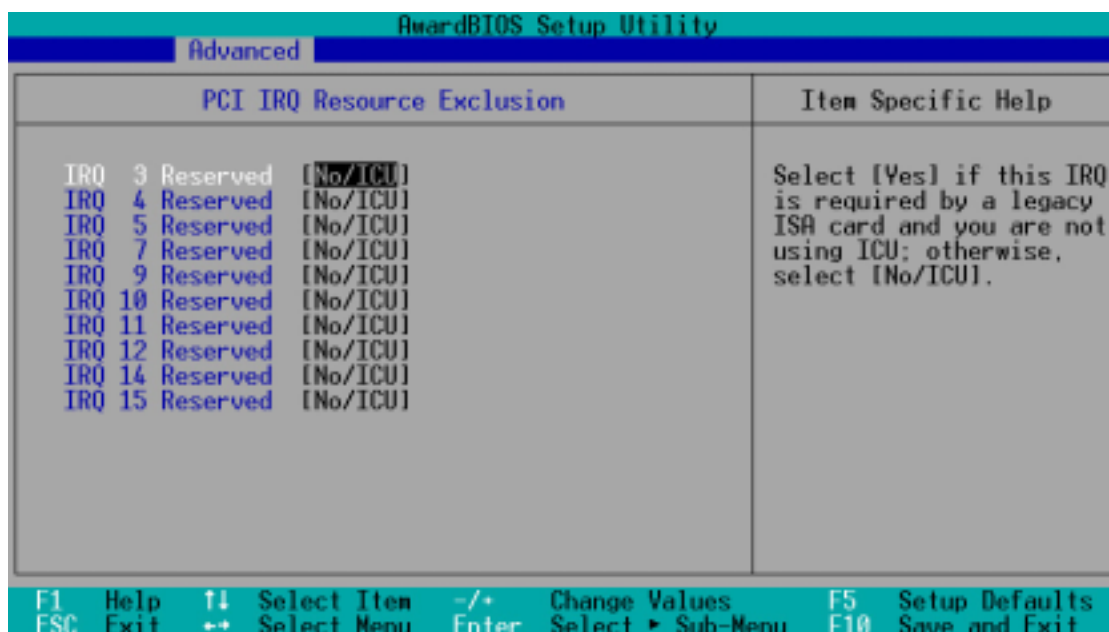 AwardBIOS Setup Utility
Advanced
PCI IRQ Resource Exclusion
IRQ 3 Reserved [No/ICU]
IRQ 4 Reserved [No/ICU]
IRQ 5 Reserved [No/ICU]
IRQ 7 Reserved [No/ICU]
IRQ 9 Reserved [No/ICU]
IRQ 10 Reserved [No/ICU]
IRQ 11 Reserved [No/ICU]
IRQ 12 Reserved [No/ICU]
IRQ 14 Reserved [No/ICU]
IRQ 15 Reserved [No/ICU]
Item Specific Help
Select [Yes] if this IRQ
is required by a legacy
ISA card and you are not
using ICU; otherwise,
select [No/ICU].
F1 Help ↑↓ Select Item -/+ Change Values F5 Setup Defaults
ESC Exit ←→ Select Menu Enter Select ► Sub-Menu F10 Save and Exit